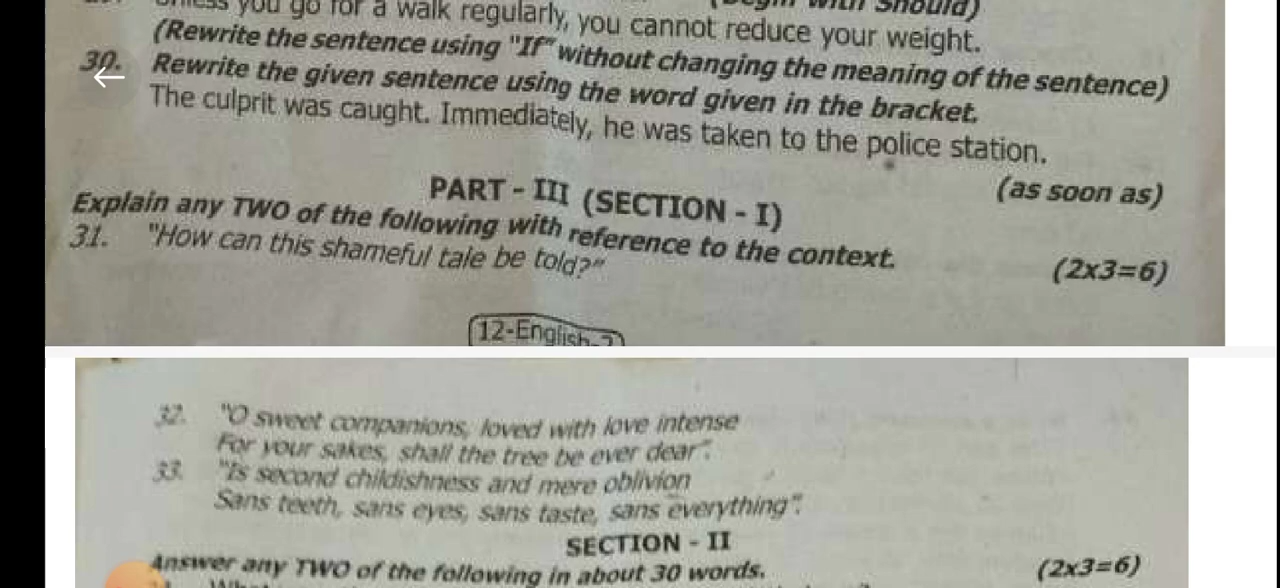 you go for a walk regularly, you cannot reduce your weight.
(Rewrite the sentence using "If" without changing the meaning of the sentence)
30. Rewrite the given sentence using the word given in the bracket.
The culprit was caught. Immediately, he was taken to the police station.
(as soon as)
PART - III (SECTION - I)
Explain any TWO of the following with reference to the context.
(2x3=6)
31. "How can this shameful tale be told?"
12-English
32. "O sweet companions, loved with love intense
For your sakes, shall the tree be ever dear".
33. "Is second childishness and mere oblivion
Sans teeth, sans eyes, sans taste, sans everything".
SECTION - II
Answer any TWO of the following in about 30 words. (2x3=6)